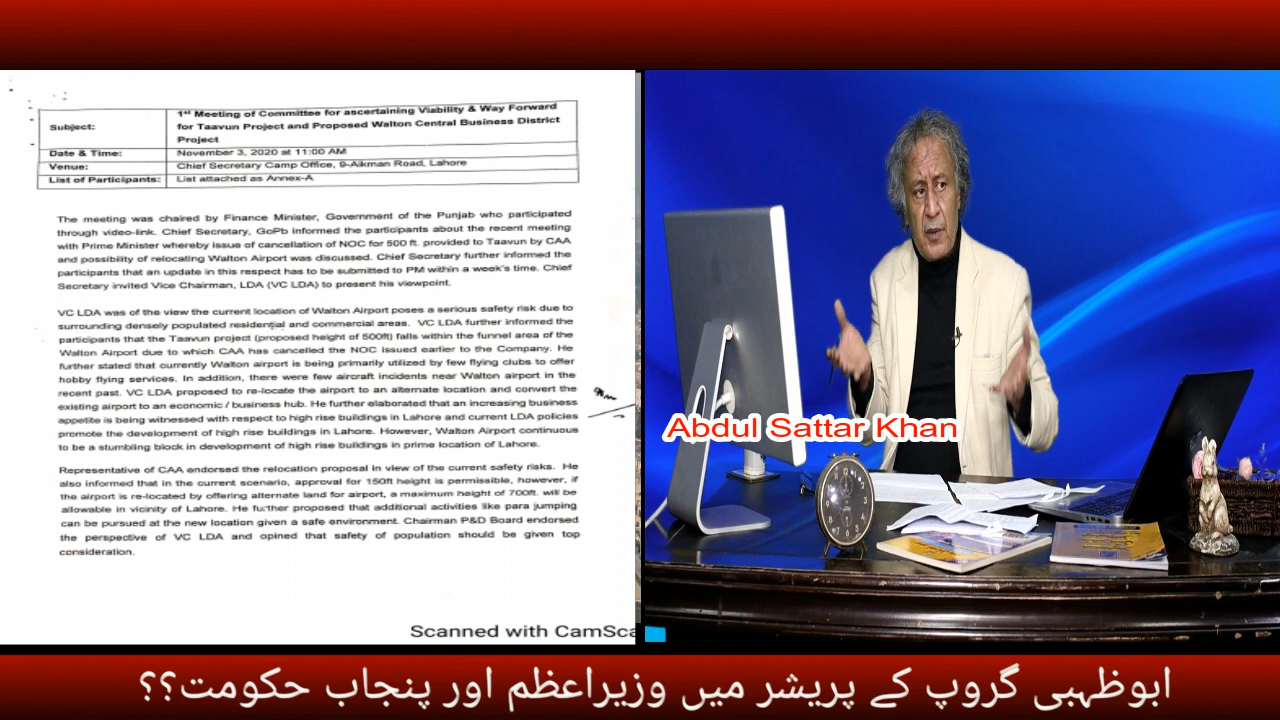 Subject:
1st Meeting of Committee for ascertaining Viability & Way Forward
for Taavun Project and Proposed Walton Central Business District
Project
Date & Time:
November 3, 2020 at 11:00 AM
Venue:
Chief Secretary Camp Office, 9-Aikman Road, Lahore
List of Participants:
List attached as Annex-A
The meeting was chaired by Finance Minister, Government of the Punjab who participated
through video-link. Chief Secretary, GoPb informed the participants about the recent meeting
with Prime Minister whereby issue of cancellation of NOC for 500 ft. provided to Taavun by CAA
and possibility of relocating Walton Airport was discussed. Chief Secretary further informed the
participants that an update in this respect has to be submitted to PM within a week's time. Chief
Secretary invited Vice Chairman, LDA (VC LDA) to present his viewpoint.
VC LDA was of the view the current location of Walton Airport poses a serious safety risk due to
surrounding densely populated residential and commercial areas. VC LDA further informed the
participants that the Taavun project (proposed height of 500ft) falls within the funnel area of the
Walton Airport due to which CAA has cancelled the NOC issued earlier to the Company. He
further stated that currently Walton airport is being primarily utilized by few flying clubs to offer
hobby flying services. In addition, there were few aircraft incidents near Walton airport in the
recent past. VC LDA proposed to re-locate the airport to an alternate location and convert the
existing airport to an economic / business hub. He further elaborated that an increasing business
appetite is being witnessed with respect to high rise buildings in Lahore and current LDA policies
promote the development of high rise buildings in Lahore. However, Walton Airport continuous
to be a stumbling block in development of high rise buildings in prime location of Lahore.
Representative of CAA endorsed the relocation proposal in view of the current safety risks. He
also informed that in the current scenario, approval for 150ft height is permissible, however, if
the airport is re-located by offering alternate land for airport, a maximum height of 700ft. will be
allowable in vicinity of Lahore. He further proposed that additional activities like para jumping
can be pursued at the new location given a safe environment. Chairman P&D Board endorsed
the perspective of VC LDA and opined that safety of population should be given top
consideration.
Scanned with CamSca
Abdul Sattar Khan
ابوظہبی گروپ کے پریشر میں وزیراعظم اور پنجاب حکومت؟؟